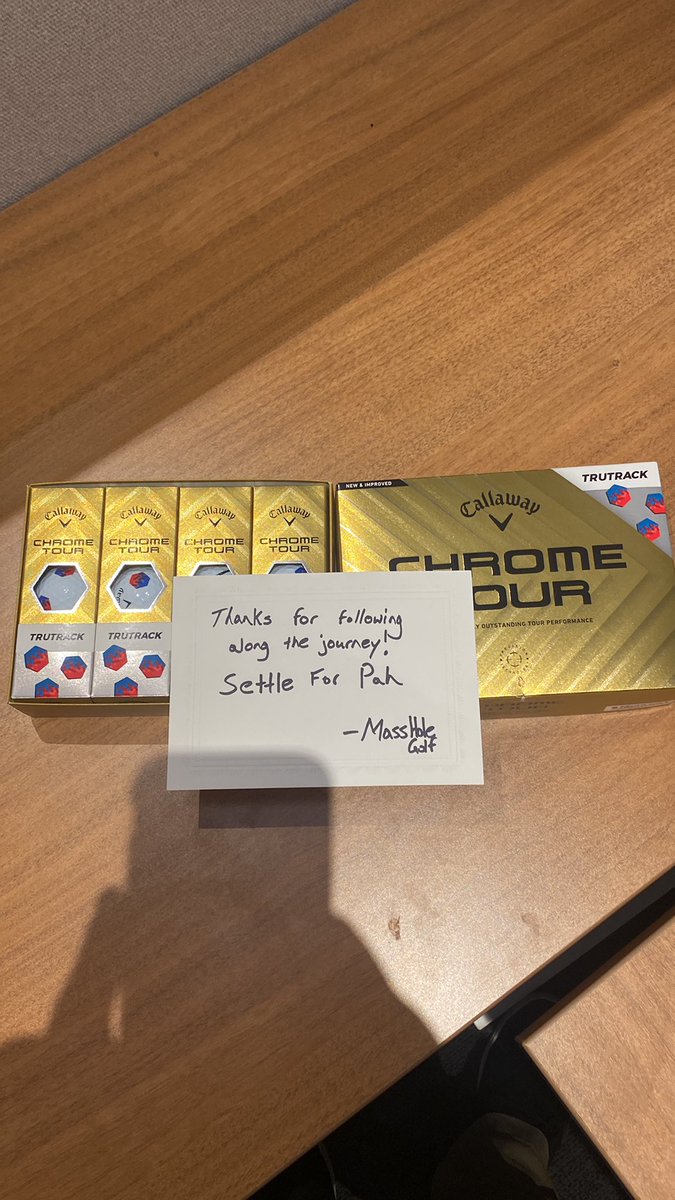 Callaway
CHROME
TOUR
TRUTRACK
Callaway
CHROME
TOUR
TRUTRACK
Callaway
CHROME
TOUR
Callaway
CHROME
TOUR
NEW & IMPROVED
TRUTRACK
Callaway
CHROME
TOUR
OUTSTANDING TOUR PERFORMANCE
Thanks for following
along the journey!
Settle For Pah
-MassHole
Golf